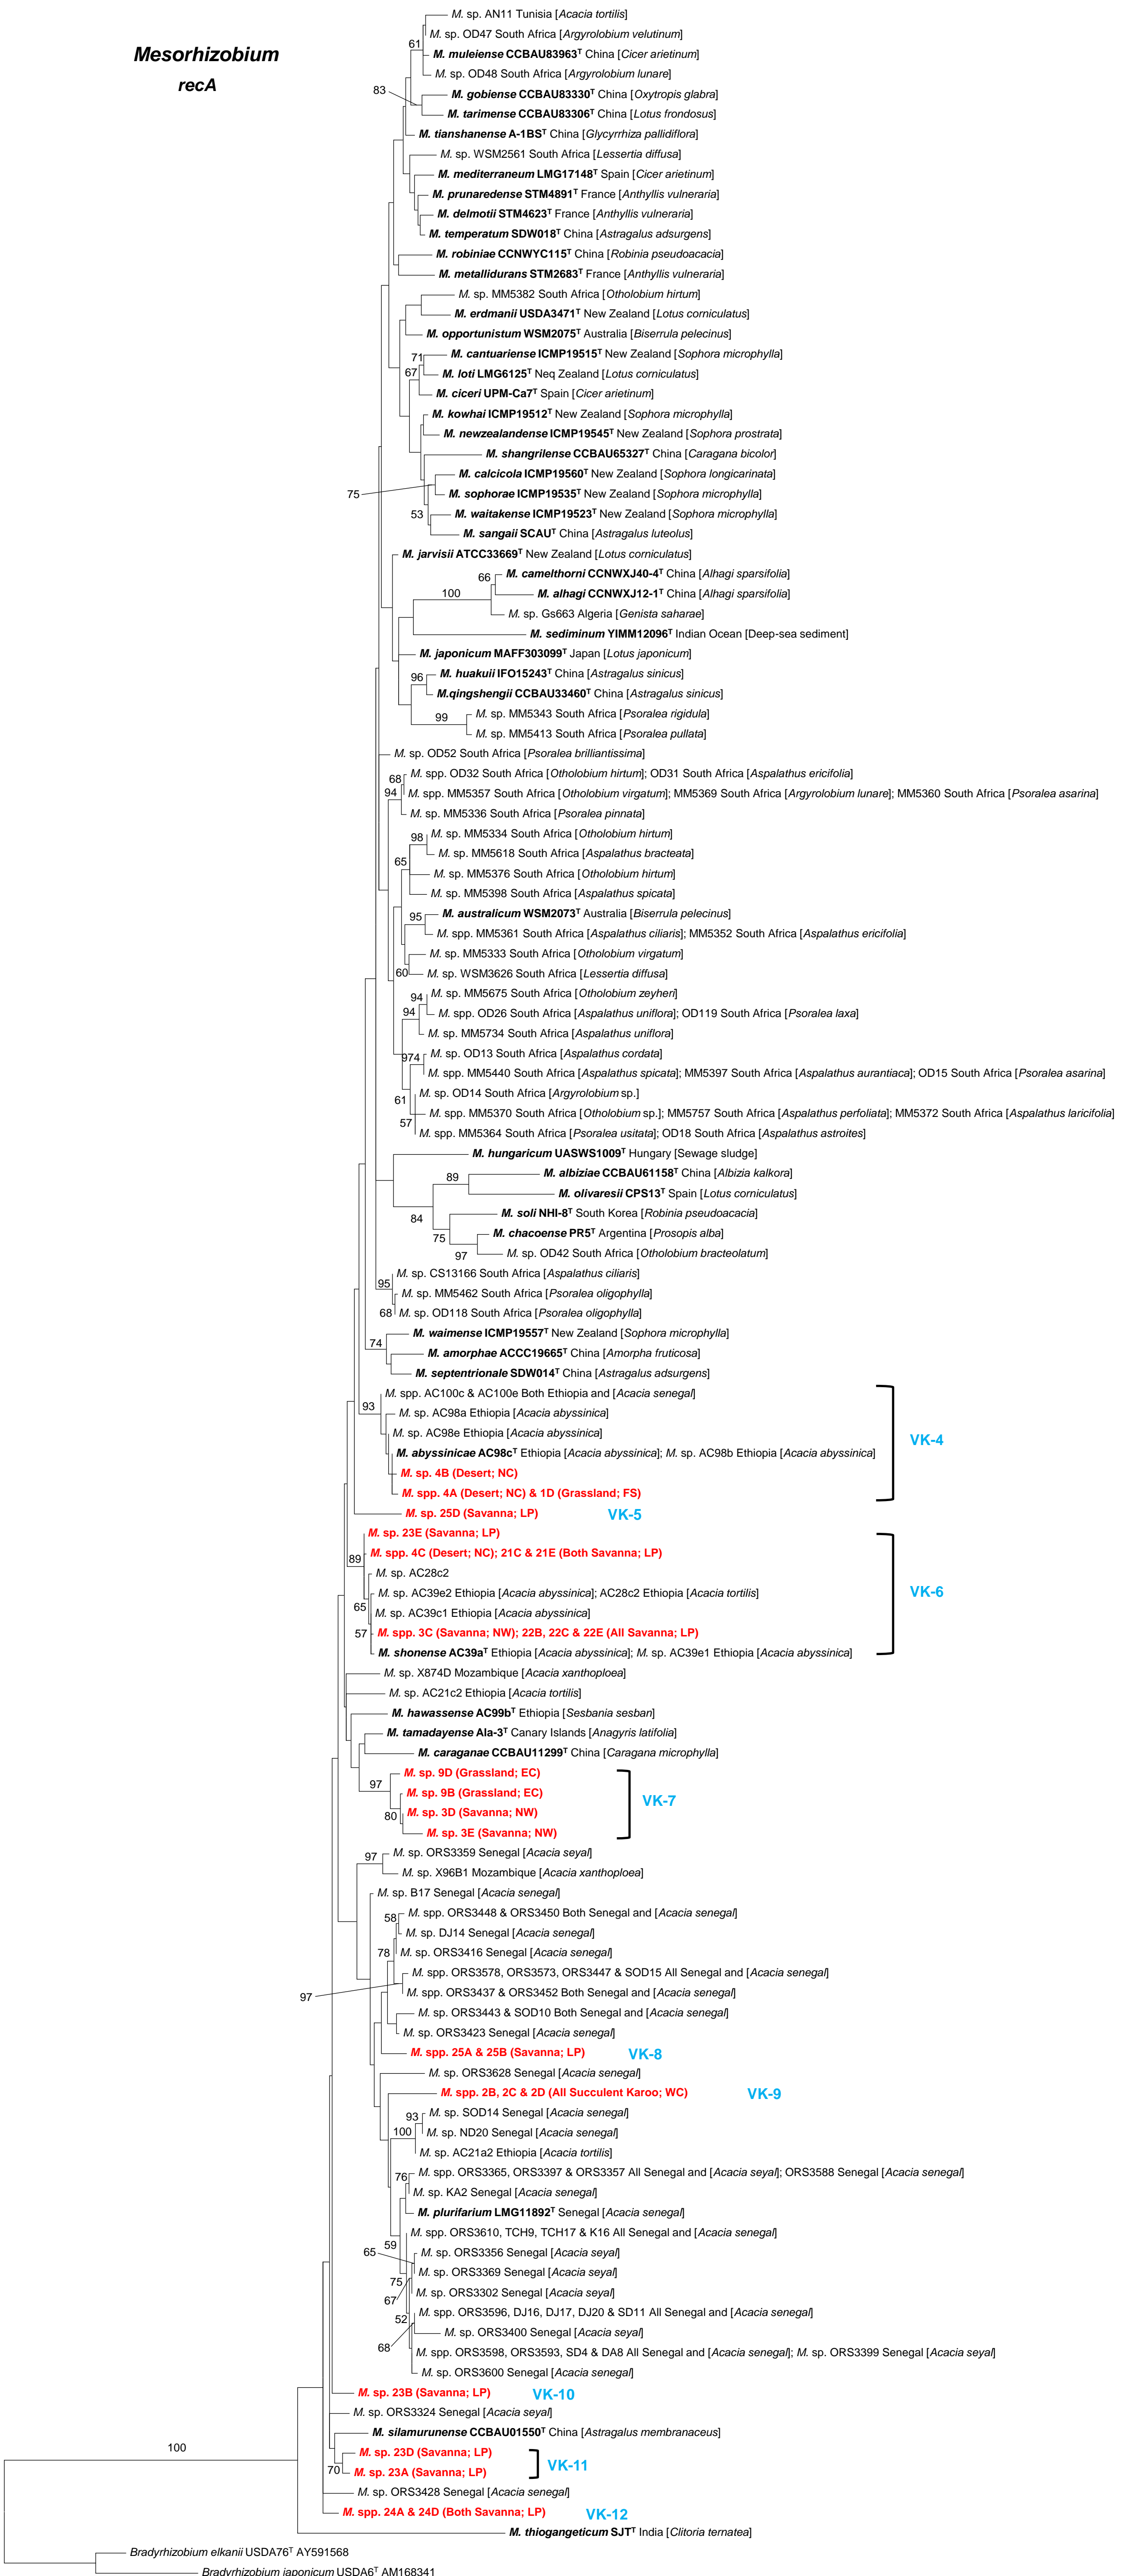 Mesorhizobium
recA
M. sp. AN11 Tunisia [Acacia tortilis]
M. sp. OD47 South Africa [Argyrolobium velutinum]
61
M. muleiense CCBAU83963T China [Cicer arietinum]
M. sp. OD48 South Africa [Argyrolobium lunare]
83
M. gobiense CCBAU83330T China [Oxytropis glabra]
M. tarimense CCBAU83306T China [Lotus frondosus]
M. tianshanense A-1BST China [Glycyrrhiza pallidiflora]
M. sp. WSM2561 South Africa [Lessertia diffusa]
M. mediterraneum LMG17148T Spain [Cicer arietinum]
M. prunaredense STM4891T France [Anthyllis vulneraria]
M. delmotii STM4623T France [Anthyllis vulneraria]
M. temperatum SDW018T China [Astragalus adsurgens]
M. robiniae CCNWYC115T China [Robinia pseudoacacia]
M. metallidurans STM2683T France [Anthyllis vulneraria]
M. sp. MM5382 South Africa [Otholobium hirtum]
M. erdmanii USDA3471T New Zealand [Lotus corniculatus]
M. opportunistum WSM2075T Australia [Biserrula pelecinus]
71
M. cantuariense ICMP19515T New Zealand [Sophora microphylla]
67
M. loti LMG6125T Neq Zealand [Lotus corniculatus]
M. ciceri UPM-Ca7T Spain [Cicer arietinum]
M. kowhai ICMP19512T New Zealand [Sophora microphylla]
M. newzealandense ICMP19545T New Zealand [Sophora prostrata]
M. shangrilense CCBAU65327T China [Caragana bicolor]
M. calcicola ICMP19560T New Zealand [Sophora longicarinata]
75
M. sophorae ICMP19535T New Zealand [Sophora microphylla]
53
M. waitakense ICMP19523T New Zealand [Sophora microphylla]
M. sangaii SCAUT China [Astragalus luteolus]
M. jarvisii ATCC33669T New Zealand [Lotus corniculatus]
66
M. camelthorni CCNWXJ40-4T China [Alhagi sparsifolia]
100
M. alhagi CCNWXJ12-1T China [Alhagi sparsifolia]
M. sp. Gs663 Algeria [Genista saharae]
M. sediminum YIMM12096T Indian Ocean [Deep-sea sediment]
M. japonicum MAFF303099T Japan [Lotus japonicum]
96
M. huakuii IFO15243T China [Astragalus sinicus]
M.qingshengii CCBAU33460T China [Astragalus sinicus]
99
M. sp. MM5343 South Africa [Psoralea rigidula]
M. sp. MM5413 South Africa [Psoralea pullata]
M. sp. OD52 South Africa [Psoralea brilliantissima]
68
M. spp. OD32 South Africa [Otholobium hirtum]; OD31 South Africa [Aspalathus ericifolia]
94
M. spp. MM5357 South Africa [Otholobium virgatum]; MM5369 South Africa [Argyrolobium lunare]; MM5360 South Africa [Psoralea asarina]
M. sp. MM5336 South Africa [Psoralea pinnata]
98
M. sp. MM5334 South Africa [Otholobium hirtum]
M. sp. MM5618 South Africa [Aspalathus bracteata]
65
M. sp. MM5376 South Africa [Otholobium hirtum]
M. sp. MM5398 South Africa [Aspalathus spicata]
95
M. australicum WSM2073T Australia [Biserrula pelecinus]
M. spp. MM5361 South Africa [Aspalathus ciliaris]; MM5352 South Africa [Aspalathus ericifolia]
M. sp. MM5333 South Africa [Otholobium virgatum]
60
M. sp. WSM3626 South Africa [Lessertia diffusa]
94
M. sp. MM5675 South Africa [Otholobium zeyheri]
94
M. spp. OD26 South Africa [Aspalathus uniflora]; OD119 South Africa [Psoralea laxa]
M. sp. MM5734 South Africa [Aspalathus uniflora]
974
M. sp. OD13 South Africa [Aspalathus cordata]
M. spp. MM5440 South Africa [Aspalathus spicata]; MM5397 South Africa [Aspalathus aurantiaca]; OD15 South Africa [Psoralea asarina]
61
M. sp. OD14 South Africa [Argyrolobium sp.]
57
M. spp. MM5370 South Africa [Otholobium sp.]; MM5757 South Africa [Aspalathus perfoliata]; MM5372 South Africa [Aspalathus laricifolia]
M. spp. MM5364 South Africa [Psoralea usitata]; OD18 South Africa [Aspalathus astroites]
M. hungaricum UASWS1009T Hungary [Sewage sludge]
89
M. albiziae CCBAU61158T China [Albizia kalkora]
M. olivaresii CPS13T Spain [Lotus corniculatus]
84
M. soli NHI-8T South Korea [Robinia pseudoacacia]
75
M. chacoense PR5T Argentina [Prosopis alba]
97
M. sp. OD42 South Africa [Otholobium bracteolatum]
M. sp. CS13166 South Africa [Aspalathus ciliaris]
95
M. sp. MM5462 South Africa [Psoralea oligophylla]
68
M. sp. OD118 South Africa [Psoralea oligophylla]
M. waimense ICMP19557T New Zealand [Sophora microphylla]
74
M. amorphae ACCC19665T China [Amorpha fruticosa]
M. septentrionale SDW014T China [Astragalus adsurgens]
M. spp. AC100c & AC100e Both Ethiopia and [Acacia senegal]
93
M. sp. AC98a Ethiopia [Acacia abyssinica]
M. sp. AC98e Ethiopia [Acacia abyssinica]
VK-4
M. abyssinicae AC98cT Ethiopia [Acacia abyssinica]; M. sp. AC98b Ethiopia [Acacia abyssinica]
M. sp. 4B (Desert; NC)
M. spp. 4A (Desert; NC) & 1D (Grassland; FS)
M. sp. 25D (Savanna; LP)
VK-5
M. sp. 23E (Savanna; LP)
89
M. spp. 4C (Desert; NC); 21C & 21E (Both Savanna; LP)
M. sp. AC28c2
M. sp. AC39e2 Ethiopia [Acacia abyssinica]; AC28c2 Ethiopia [Acacia tortilis]
VK-6
65
M. sp. AC39c1 Ethiopia [Acacia abyssinica]
57
M. spp. 3C (Savanna; NW); 22B, 22C & 22E (All Savanna; LP)
M. shonense AC39aT Ethiopia [Acacia abyssinica]; M. sp. AC39e1 Ethiopia [Acacia abyssinica]
M. sp. X874D Mozambique [Acacia xanthoploea]
M. sp. AC21c2 Ethiopia [Acacia tortilis]
M. hawassense AC99bT Ethiopia [Sesbania sesban]
M. tamadayense Ala-3T Canary Islands [Anagyris latifolia]
M. caraganae CCBAU11299T China [Caragana microphylla]
97
M. sp. 9D (Grassland; EC)
M. sp. 9B (Grassland; EC)
VK-7
80
M. sp. 3D (Savanna; NW)
M. sp. 3E (Savanna; NW)
97
M. sp. ORS3359 Senegal [Acacia seyal]
M. sp. X96B1 Mozambique [Acacia xanthoploea]
M. sp. B17 Senegal [Acacia senegal]
58
M. spp. ORS3448 & ORS3450 Both Senegal and [Acacia senegal]
M. sp. DJ14 Senegal [Acacia senegal]
78
M. sp. ORS3416 Senegal [Acacia senegal]
M. spp. ORS3578, ORS3573, ORS3447 & SOD15 All Senegal and [Acacia senegal]
97
M. spp. ORS3437 & ORS3452 Both Senegal and [Acacia senegal]
M. sp. ORS3443 & SOD10 Both Senegal and [Acacia senegal]
M. sp. ORS3423 Senegal [Acacia senegal]
M. spp. 25A & 25B (Savanna; LP)
VK-8
M. sp. ORS3628 Senegal [Acacia senegal]
M. spp. 2B, 2C & 2D (All Succulent Karoo; WC)
VK-9
93
M. sp. SOD14 Senegal [Acacia senegal]
100
M. sp. ND20 Senegal [Acacia senegal]
M. sp. AC21a2 Ethiopia [Acacia tortilis]
76
M. spp. ORS3365, ORS3397 & ORS3357 All Senegal and [Acacia seyal]; ORS3588 Senegal [Acacia senegal]
M. sp. KA2 Senegal [Acacia senegal]
M. plurifarium LMG11892T Senegal [Acacia senegal]
M. spp. ORS3610, TCH9, TCH17 & K16 All Senegal and [Acacia senegal]
59
65
M. sp. ORS3356 Senegal [Acacia seyal]
M. sp. ORS3369 Senegal [Acacia seyal]
75
M. sp. ORS3302 Senegal [Acacia seyal]
67
M. spp. ORS3596, DJ16, DJ17, DJ20 & SD11 All Senegal and [Acacia senegal]
52
M. sp. ORS3400 Senegal [Acacia seyal]
68
M. spp. ORS3598, ORS3593, SD4 & DA8 All Senegal and [Acacia senegal]; M. sp. ORS3399 Senegal [Acacia seyal]
M. sp. ORS3600 Senegal [Acacia senegal]
M. sp. 23B (Savanna; LP)
VK-10
M. sp. ORS3324 Senegal [Acacia seyal]
M. silamurunense CCBAU01550T China [Astragalus membranaceus]
100
M. sp. 23D (Savanna; LP)
VK-11
70
M. sp. 23A (Savanna; LP)
M. sp. ORS3428 Senegal [Acacia senegal]
M. spp. 24A & 24D (Both Savanna; LP)
VK-12
M. thiogangeticum SJTT India [Clitoria ternatea]
Bradyrhizobium elkanii USDA76T AY591568
Bradyrhizobium japonicum USDA6T AM168341